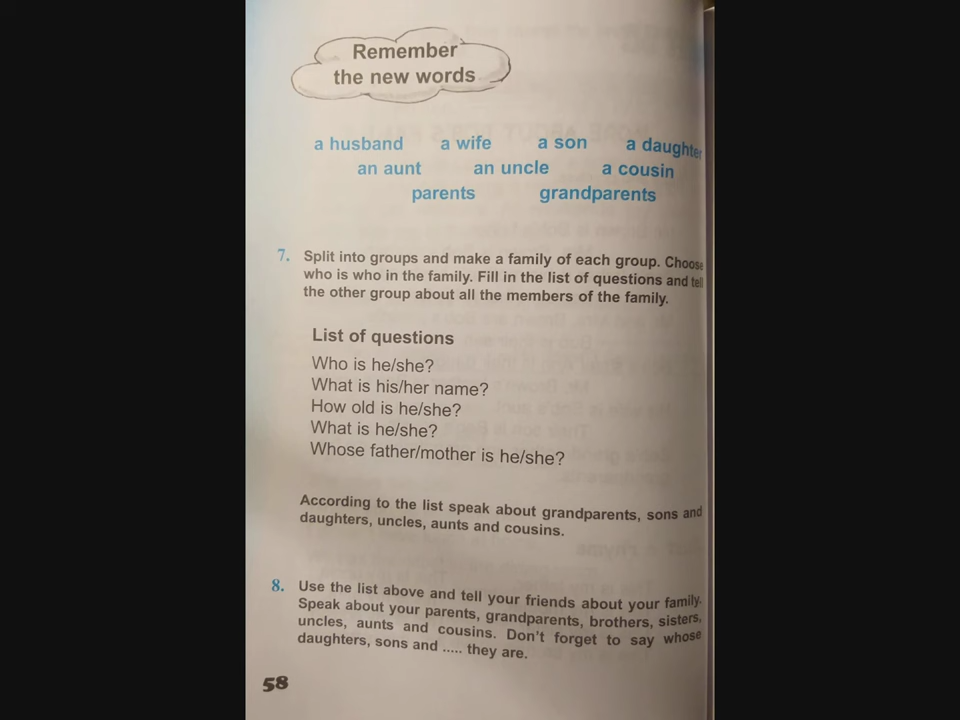 Remember
the new words
a husband a wife a son a daughter
an aunt an uncle a cousin
parents grandparents
7. Split into groups and make a family of each group. Choose
who is who in the family. Fill in the list of questions and tell
the other group about all the members of the family.
List of questions
Who is he/she?
What is his/her name?
How old is he/she?
What is he/she?
Whose father/mother is he/she?
According to the list speak about grandparents, sons and
daughters, uncles, aunts and cousins.
8. Use the list above and tell your friends about your family.
Speak about your parents, grandparents, brothers, sisters,
uncles, aunts and cousins. Don't forget to say whose
daughters, sons and ..... they are.
58